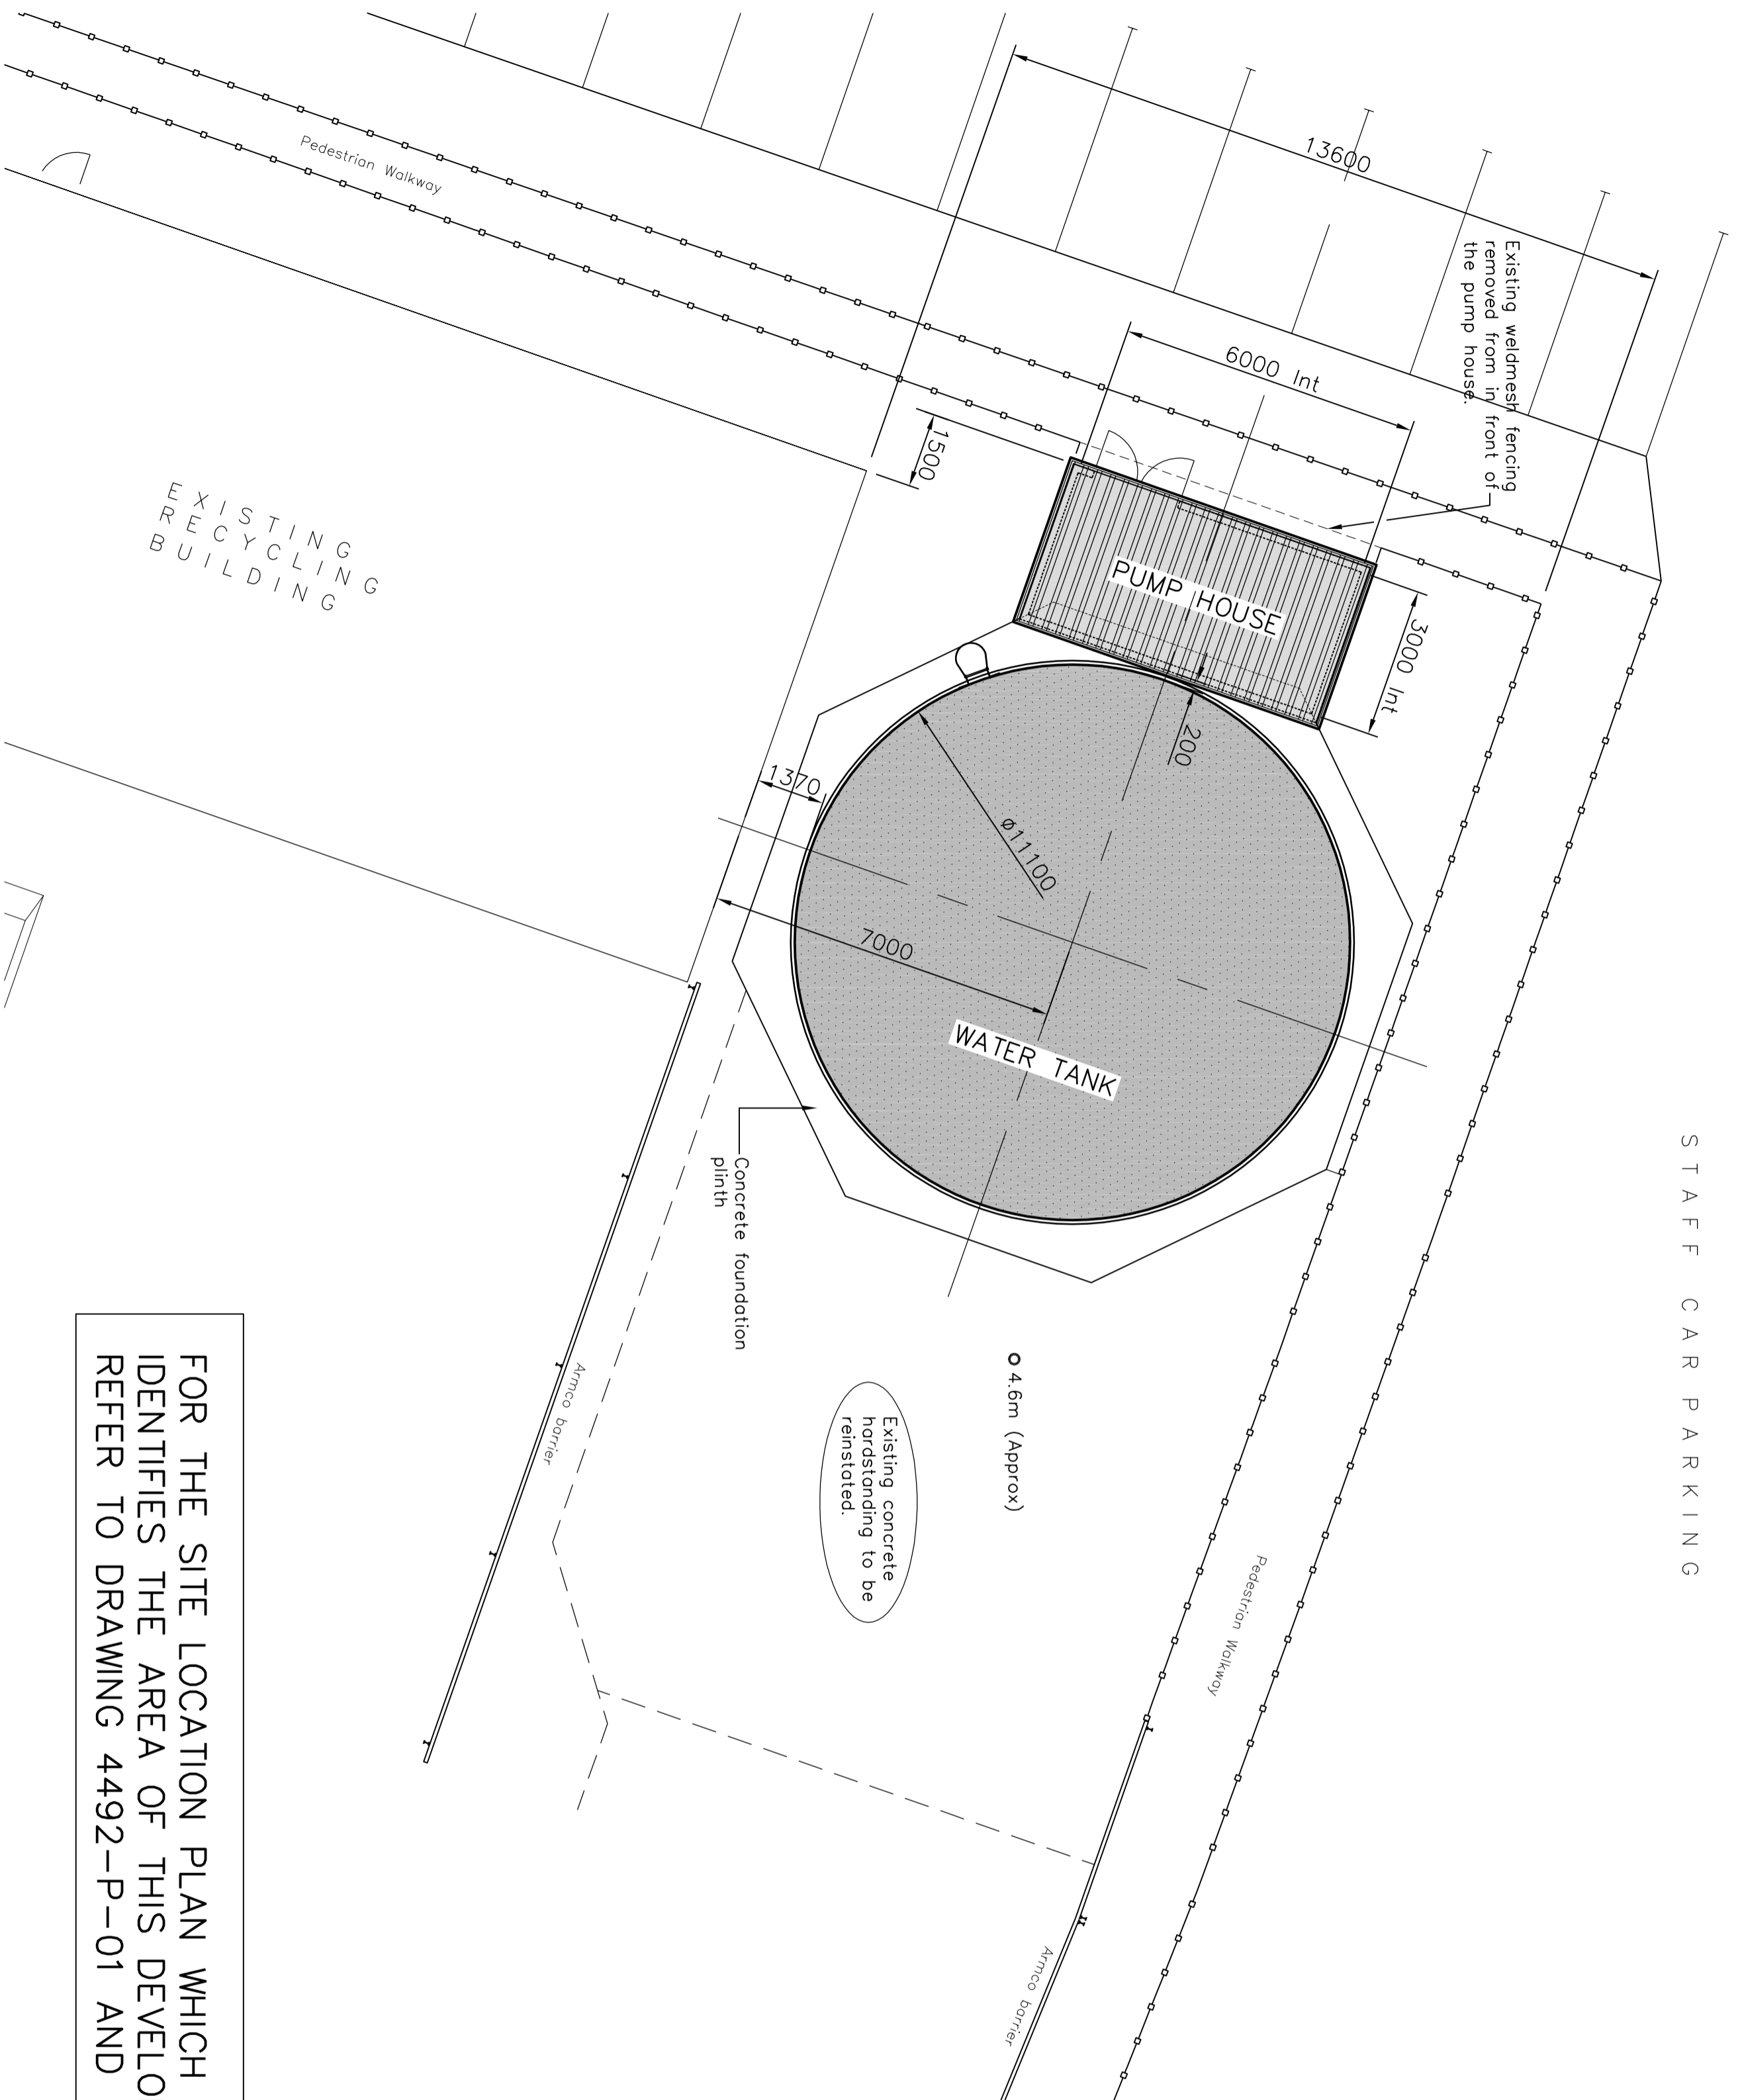 Pedestrian Walkway
13600
Existing weldmesh fencing
removed from in front of
the pump house.
6000 Int
1500
EXISTING
RECYCLING
BUILDING
PUMP HOUSE
3000 Int
200
1370
Ø11100
7000
WATER TANK
Concrete foundation
plinth
STAFF CAR PARKING
4.6m (Approx)
Existing concrete
hardstanding to be
reinstated.
Armco barrier
Pedestrian Walkway
Armco barrier
FOR THE SITE LOCATION PLAN WHICH
IDENTIFIES THE AREA OF THIS DEVELO
REFER TO DRAWING 4492-P-01 AND